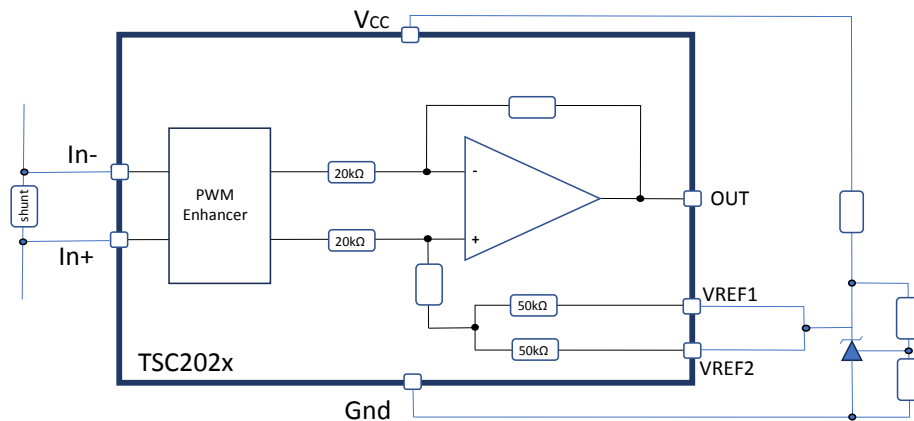 Vcc
In-
shunt
PWM
Enhancer
20kΩ
-
OUT
In+
20kΩ
+
50kΩ
VREF1
50kΩ
VREF2
TSC202x
Gnd